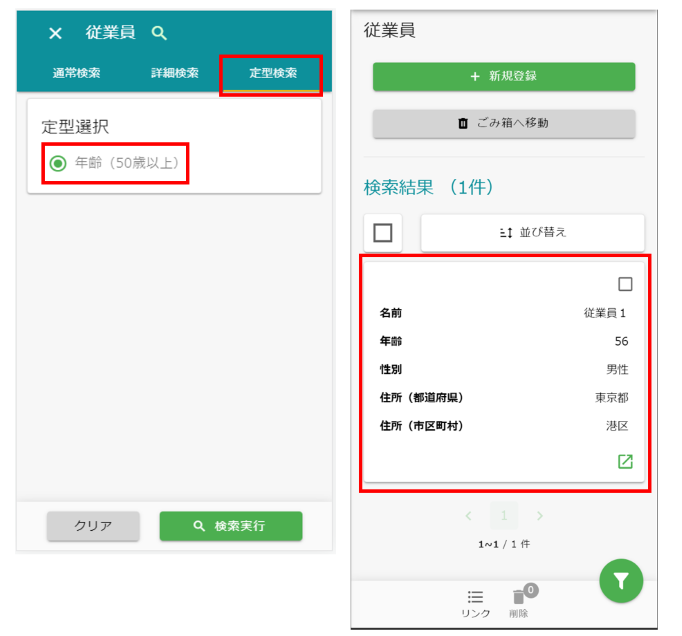 従業員
通常検索 詳細検索 定型検索
定型選択
年齢（50歳以上）
クリア 検索実行
従業員
+ 新規登録
ごみ箱へ移動
検索結果 （1件）
並び替え
名前 従業員１
年齢 56
性別 男性
住所（都道府県） 東京都
住所（市区町村） 港区
< 1 >
1~1 / 1 件
0
リンク 削除